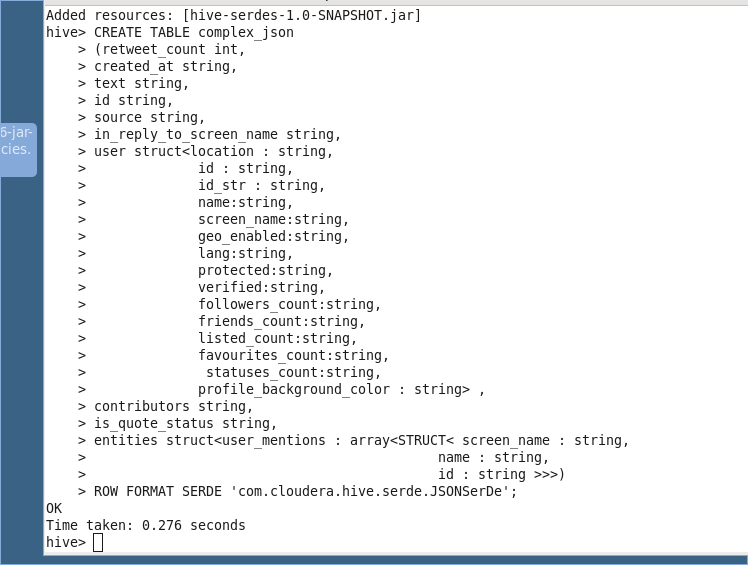 Added resources: [hive-serdes-1.0-SNAPSHOT.jar]
hive> CREATE TABLE complex_json
    > (retweet_count int,
    > created_at string,
    > text string,
    > id string,
    > source string,
    > in_reply_to_screen_name string,
    > user struct<location : string,
    >              id : string,
    >              id_str : string,
    >              name:string,
    >              screen_name:string,
    >              geo_enabled:string,
    >              lang:string,
    >              protected:string,
    >              verified:string,
    >              followers_count:string,
    >              friends_count:string,
    >              listed_count:string,
    >              favourites_count:string,
    >               statuses_count:string,
    >              profile_background_color : string> ,
    > contributors string,
    > is_quote_status string,
    > entities struct<user_mentions : array<STRUCT< screen_name : string,
    >                                           name : string,
    >                                           id : string >>>)
    > ROW FORMAT SERDE 'com.cloudera.hive.serde.JSONSerDe';
OK
Time taken: 0.276 seconds
hive>
6-jar-
cies.